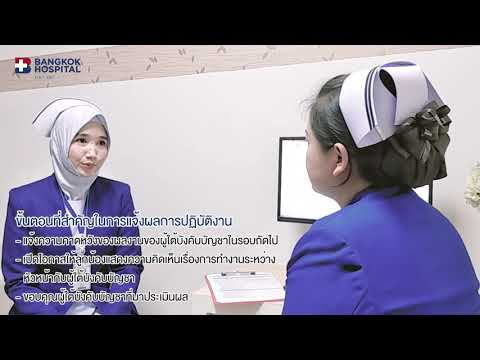 BANGKOK
HOSPITAL
ขั้นตอนที่สำคัญในการแจ้งผลการปฏิบัติงาน
- แจ้งความคาดหวังของผลงานของผู้ใต้บังคับบัญชาในรอบถัดไป
- เปิดโอกาสให้ลูกน้องแสดงความคิดเห็นเรื่องการทำงานระหว่าง
หัวหน้ากับผู้ใต้บังคับบัญชา
- ขอบคุณผู้ใต้บังคับบัญชาที่มาประเมินผล